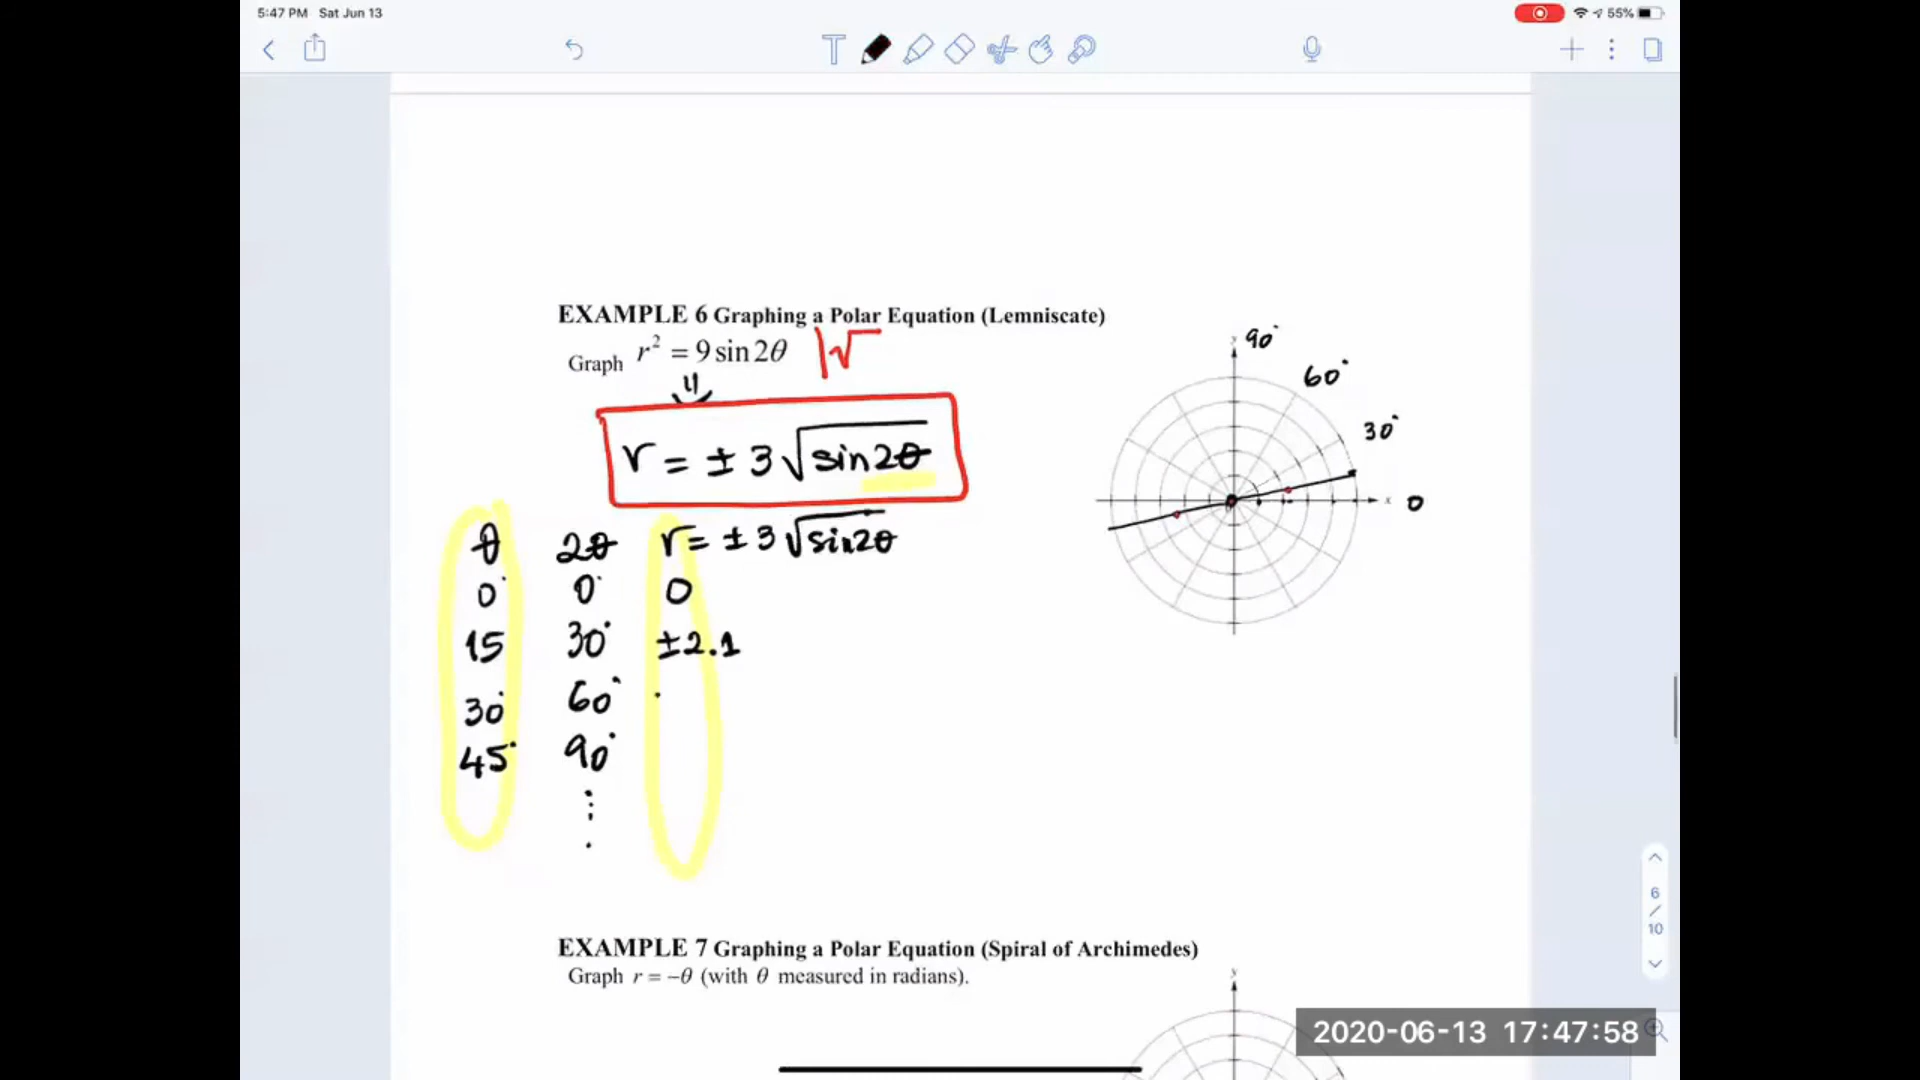 5:47 PM Sat Jun 13
55%
EXAMPLE 6 Graphing a Polar Equation (Lemniscate)
Graph r² = 9 sin 2θ
|√
r = ± 3 √sin2θ
θ 2θ r = ± 3 √sin2θ
0° 0° 0
15 30° ±2.1
30° 60° .
45° 90°
⋮
.
y 90°
60°
30°
x 0
6
/
10
EXAMPLE 7 Graphing a Polar Equation (Spiral of Archimedes)
Graph r = −θ (with θ measured in radians).
y
2020-06-13 17:47:58